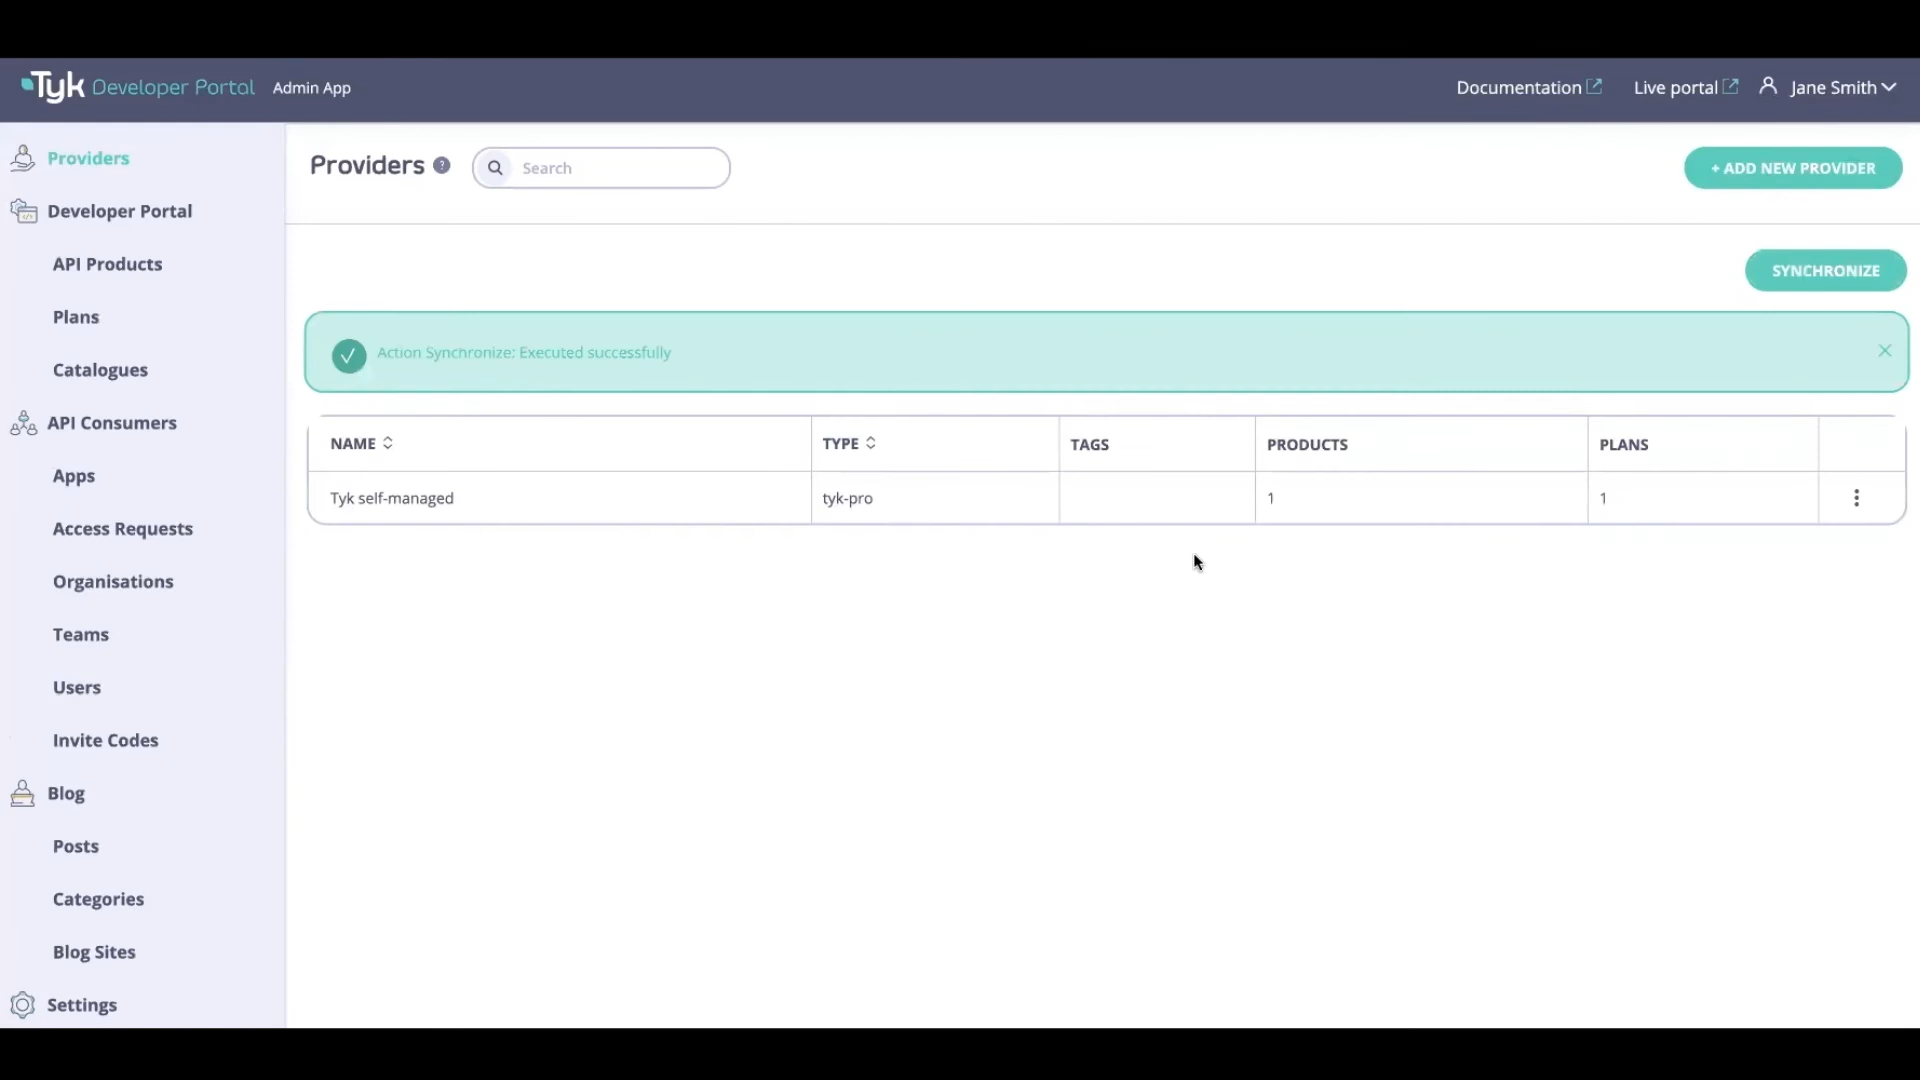 Tyk Developer Portal Admin App Documentation Live portal Jane Smith
Providers
Developer Portal
API Products
Plans
Catalogues
API Consumers
Apps
Access Requests
Organisations
Teams
Users
Invite Codes
Blog
Posts
Categories
Blog Sites
Settings
Providers ? Search + ADD NEW PROVIDER
SYNCHRONIZE
Action Synchronize: Executed successfully
NAME TYPE TAGS PRODUCTS PLANS
Tyk self-managed tyk-pro 1 1